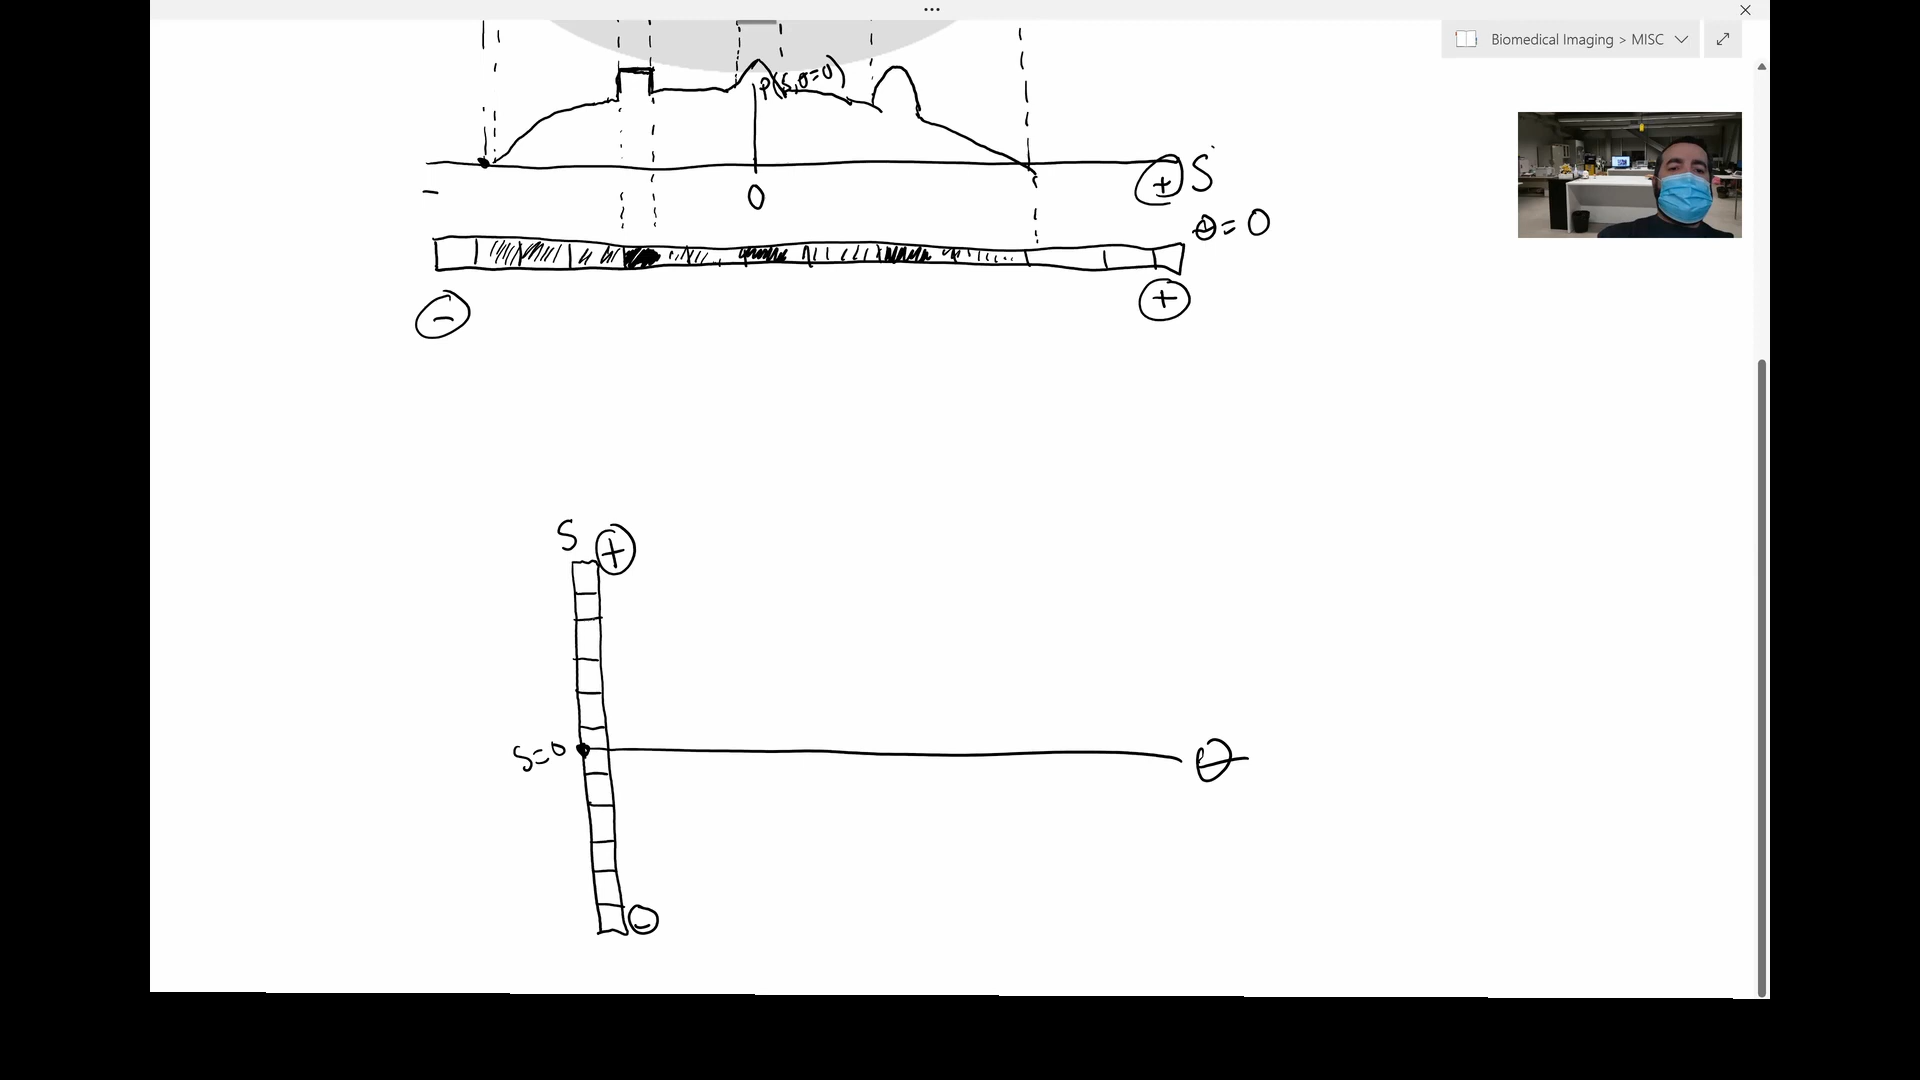 Biomedical Imaging > MISC
P(S,θ=0)
-
0
+ S
θ = 0
-
+
S +
S=0
θ
-